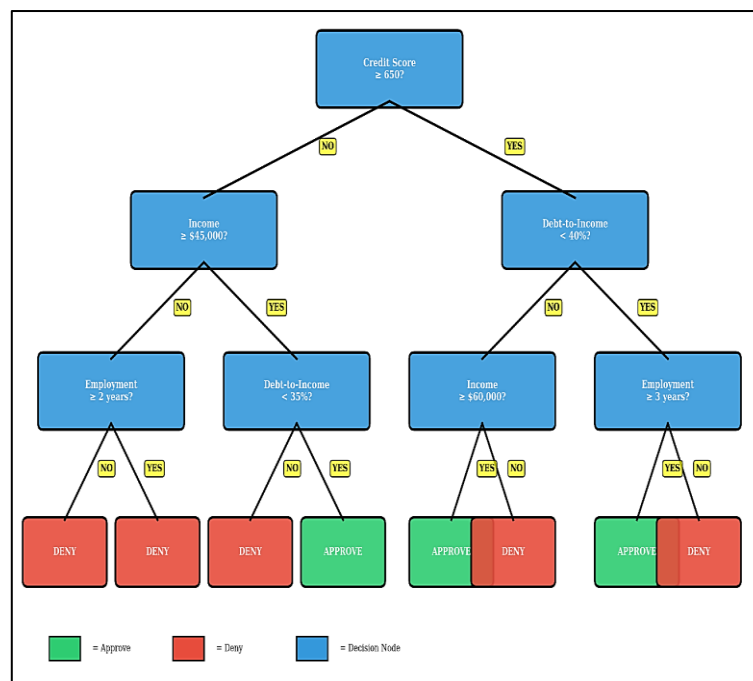 Credit Score
≥ 650?
NO
YES
Income
≥ $45,000?
Debt-to-Income
< 40%?
NO
YES
NO
YES
Employment
≥ 2 years?
Debt-to-Income
< 35%?
Income
≥ $60,000?
Employment
≥ 3 years?
NO
YES
NO
YES
YES
NO
YES
NO
DENY
DENY
DENY
APPROVE
APPROVE
DENY
APPROVE
DENY
= Approve
= Deny
= Decision Node